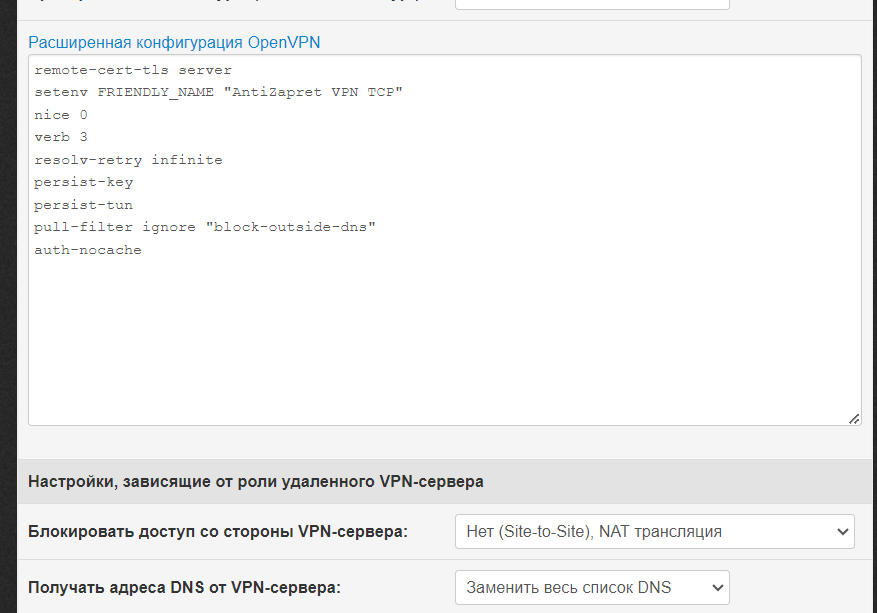 Расширенная конфигурация OpenVPN
remote-cert-tls server
setenv FRIENDLY_NAME "AntiZapret VPN TCP"
nice 0
verb 3
resolv-retry infinite
persist-key
persist-tun
pull-filter ignore "block-outside-dns"
auth-nocache
Настройки, зависящие от роли удаленного VPN-сервера
Блокировать доступ со стороны VPN-сервера: Нет (Site-to-Site), NAT трансляция
Получать адреса DNS от VPN-сервера: Заменить весь список DNS